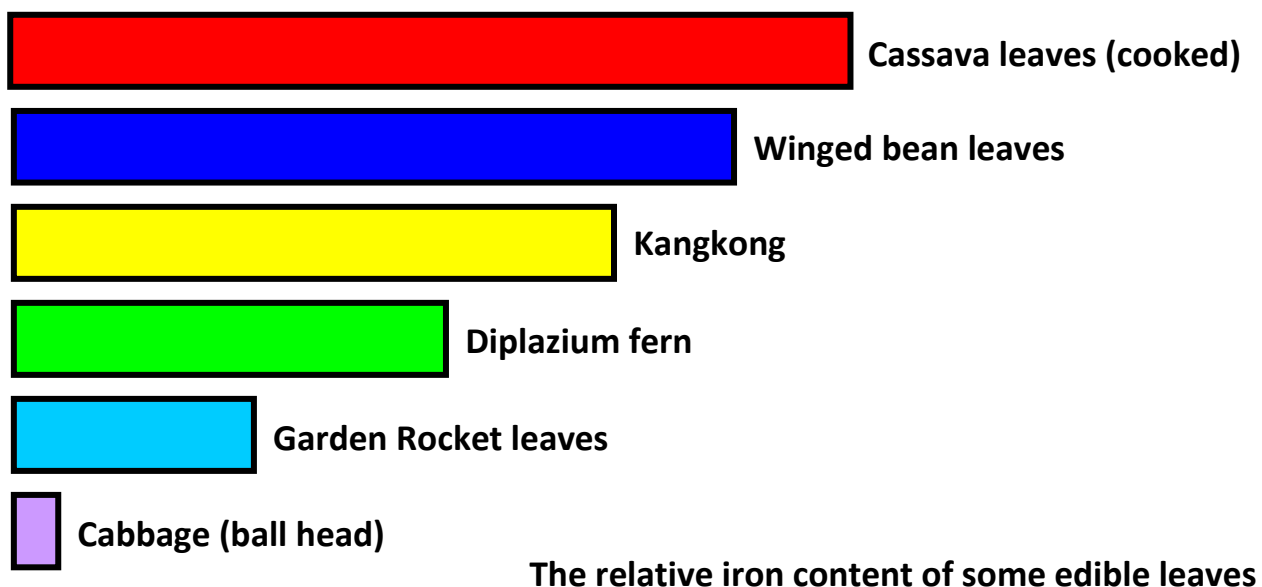 Cassava leaves (cooked)
Winged bean leaves
Kangkong
Diplazium fern
Garden Rocket leaves
Cabbage (ball head)
The relative iron content of some edible leaves